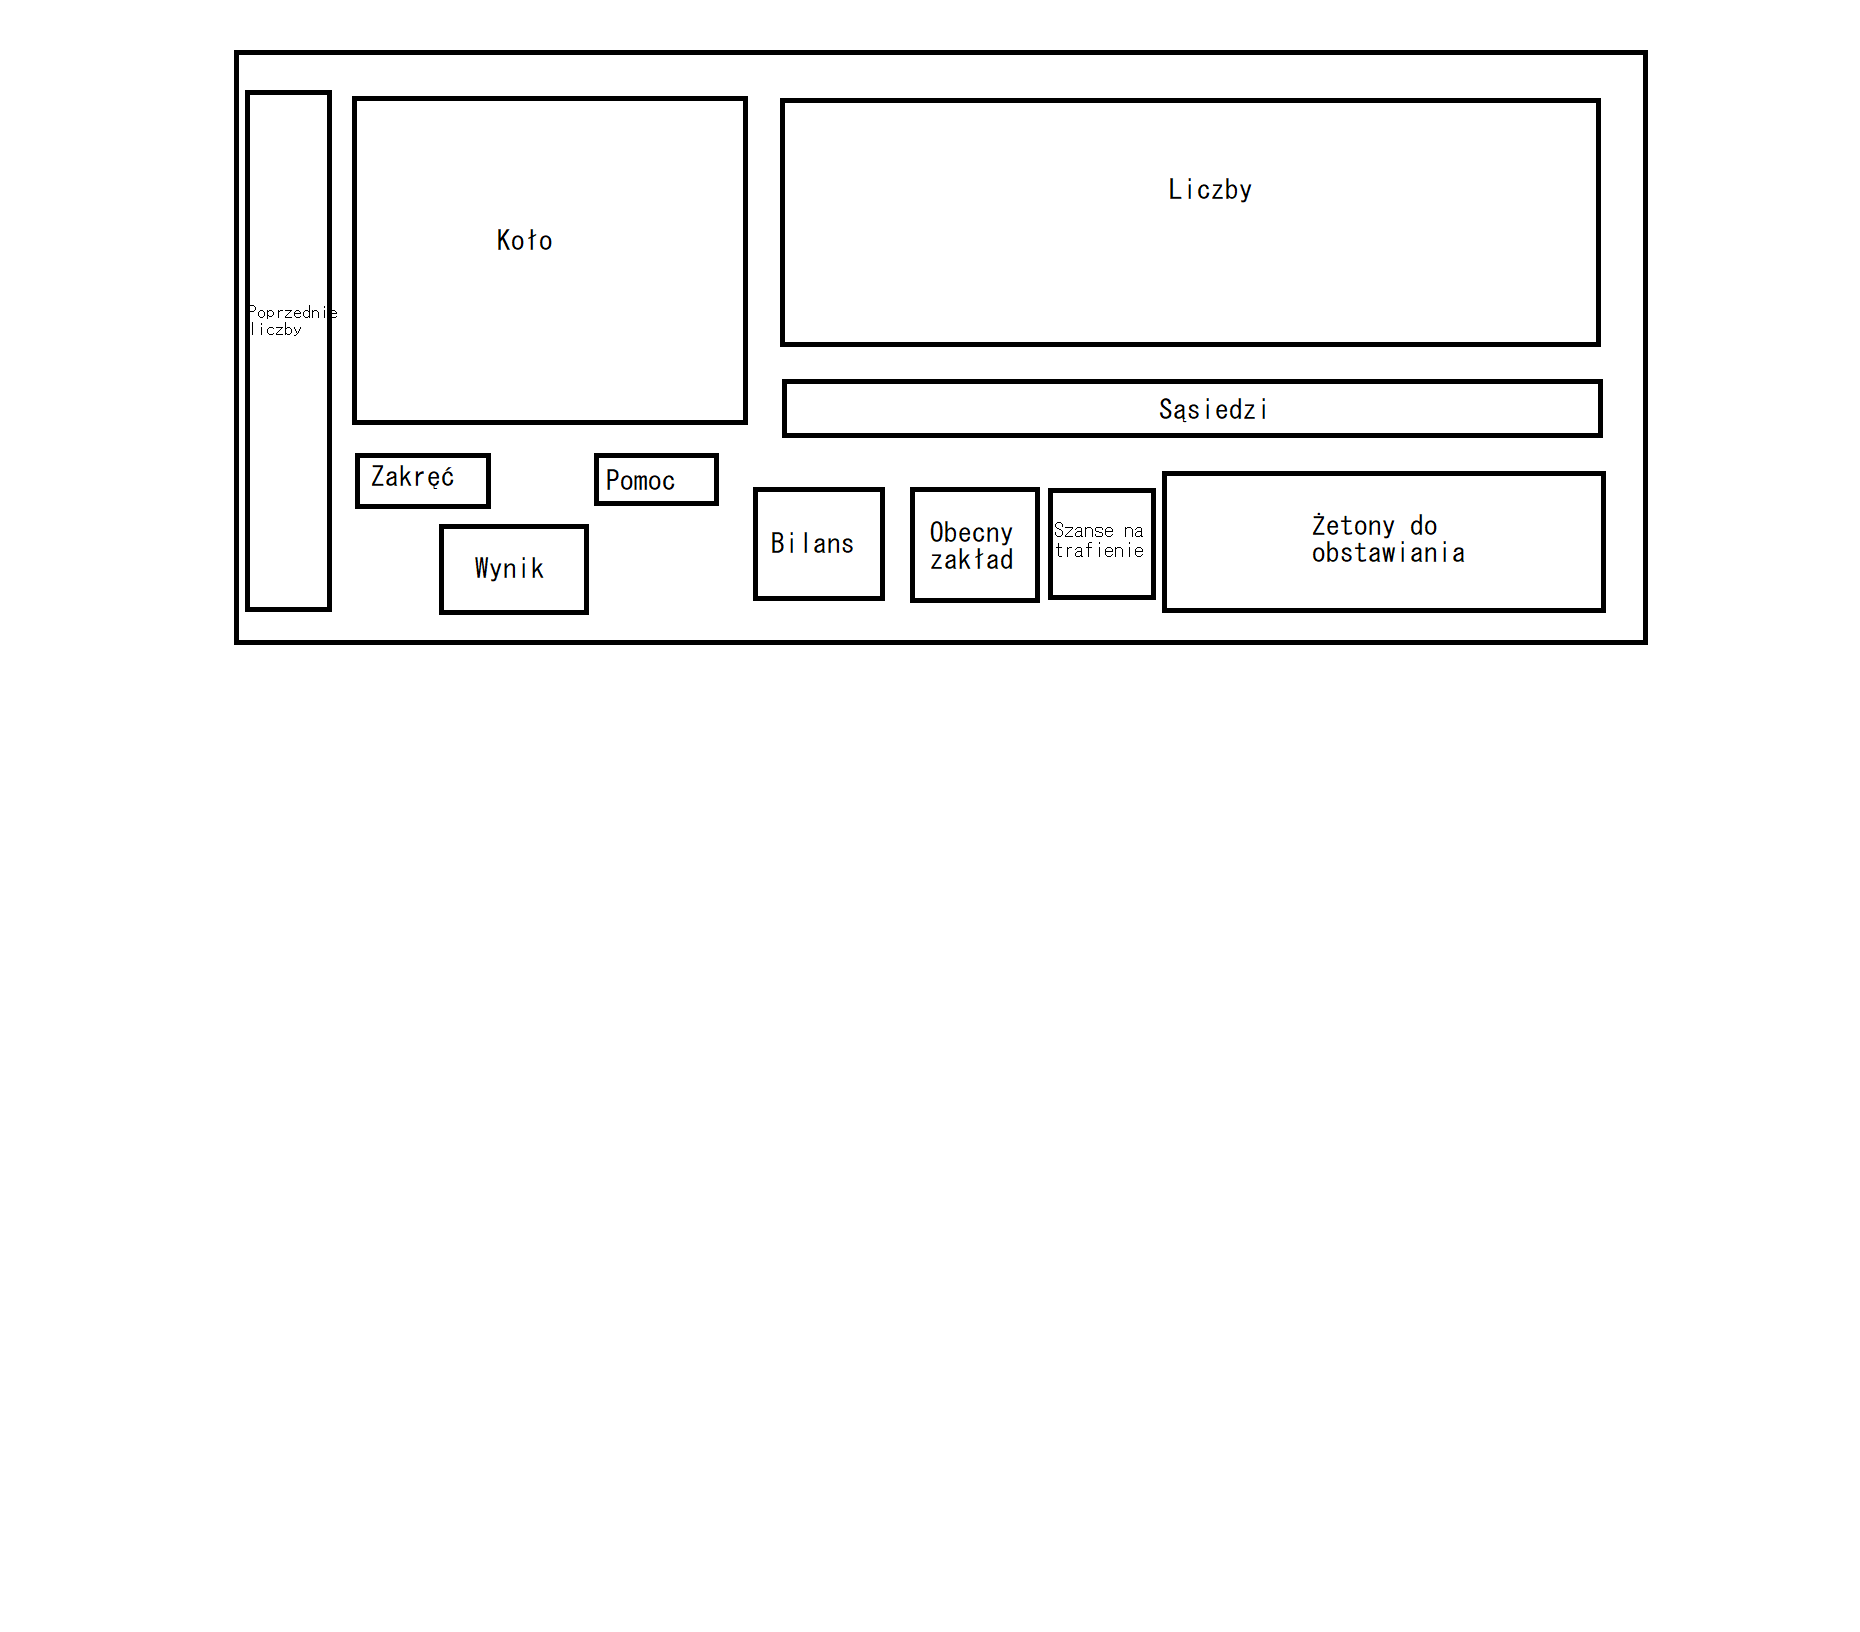 Poprzednie
liczby
Koło
Liczby
Sąsiedzi
Zakręć
Pomoc
Wynik
Bilans
Obecny
zakład
Szanse na
trafienie
Żetony do
obstawiania